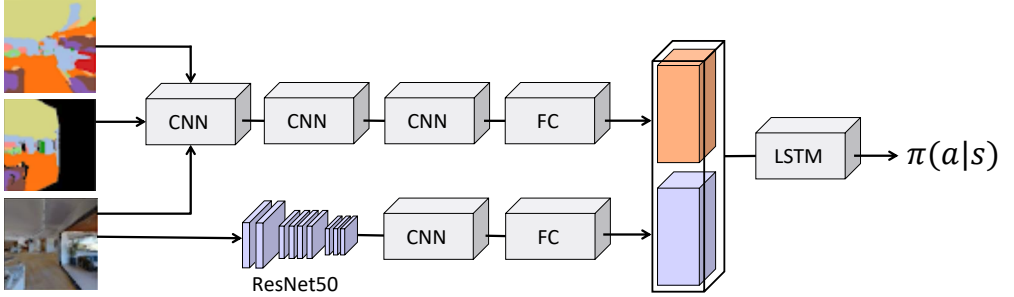 CNN
CNN
CNN
FC
LSTM
π(a|s)
CNN
FC
ResNet50